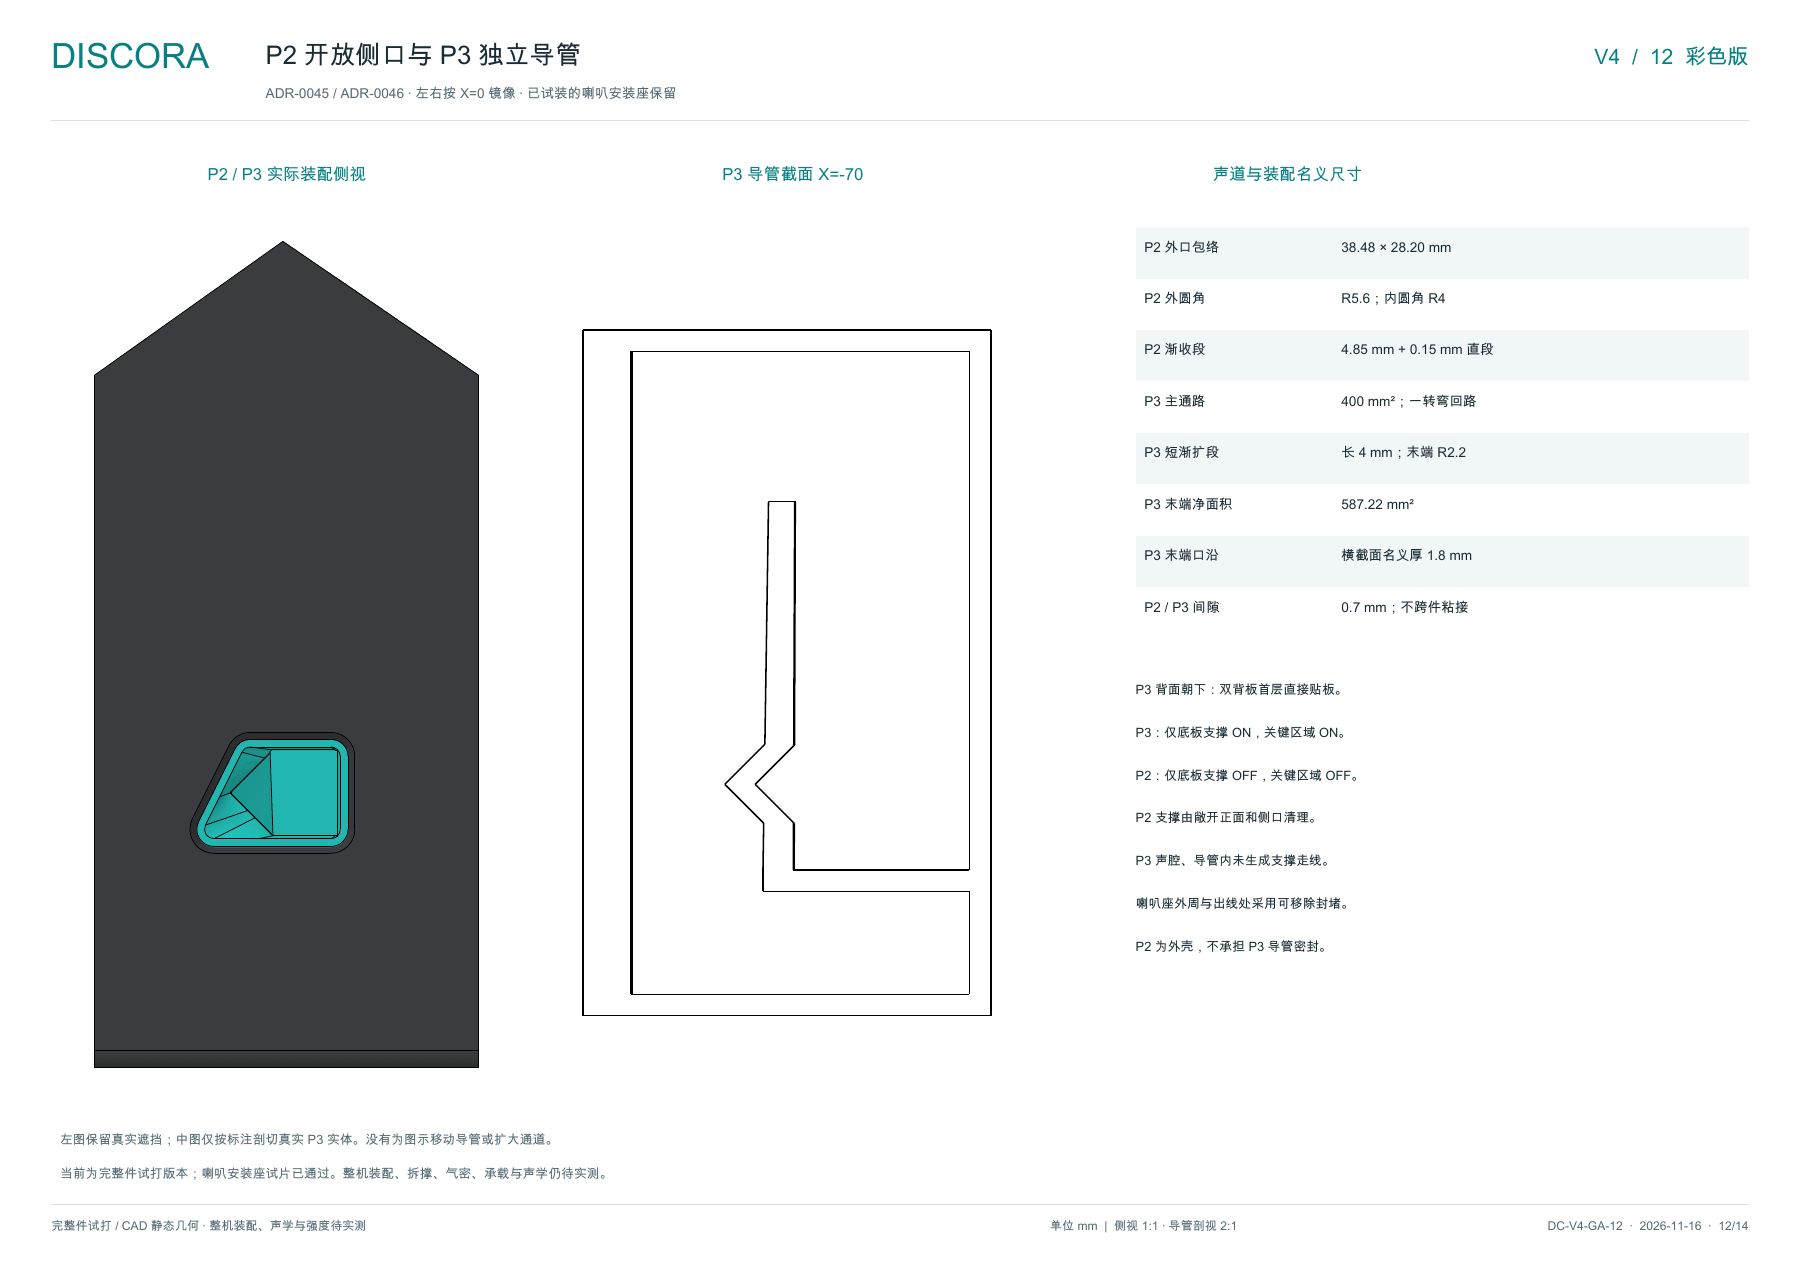 DISCORA
P2 开放侧口与 P3 独立导管
V4 / 12 彩色版
ADR-0045 / ADR-0046 · 左右按 X=0 镜像 · 已试装的喇叭安装座保留
P2 / P3 实际装配侧视
P3 导管截面 X=-70
声道与装配名义尺寸
P2 外口包络 38.48 × 28.20 mm
P2 外圆角 R5.6；内圆角 R4
P2 渐收段 4.85 mm + 0.15 mm 直段
P3 主通路 400 mm²；一转弯回路
P3 短渐扩段 长 4 mm；末端 R2.2
P3 末端净面积 587.22 mm²
P3 末端口沿 横截面名义厚 1.8 mm
P2 / P3 间隙 0.7 mm；不跨件粘接
P3 背面朝下：双背板首层直接贴板。
P3：仅底板支撑 ON，关键区域 ON。
P2：仅底板支撑 OFF，关键区域 OFF。
P2 支撑由敞开正面和侧口清理。
P3 声腔、导管内未生成支撑走线。
喇叭座外周与出线处采用可移除封堵。
P2 为外壳，不承担 P3 导管密封。
左图保留真实遮挡；中图仅按标注剖切真实 P3 实体。没有为图示移动导管或扩大通道。
当前为完整件试打版本；喇叭安装座试片已通过。整机装配、拆撑、气密、承载与声学仍待实测。
完整件试打 / CAD 静态几何 · 整机装配、声学与强度待实测
单位 mm | 侧视 1:1 · 导管剖视 2:1
DC-V4-GA-12 · 2026-11-16 · 12/14